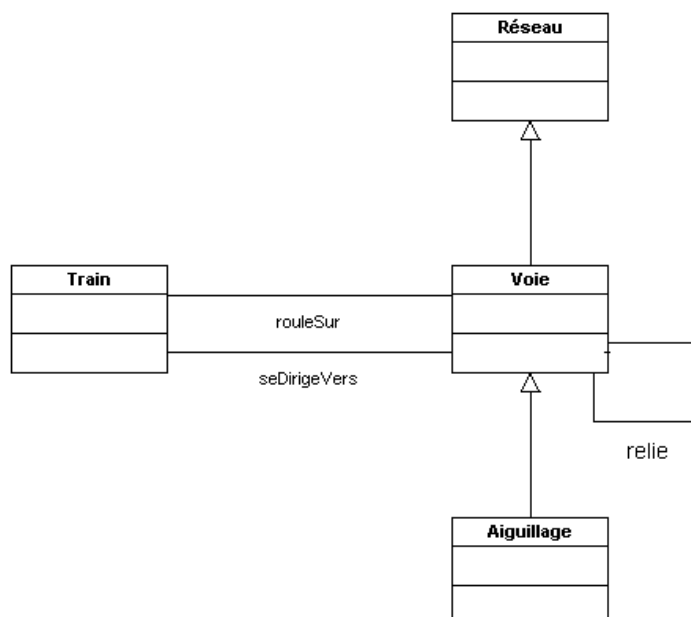 Réseau
Train
Voie
rouleSur
seDirigeVers
relie
Aiguillage